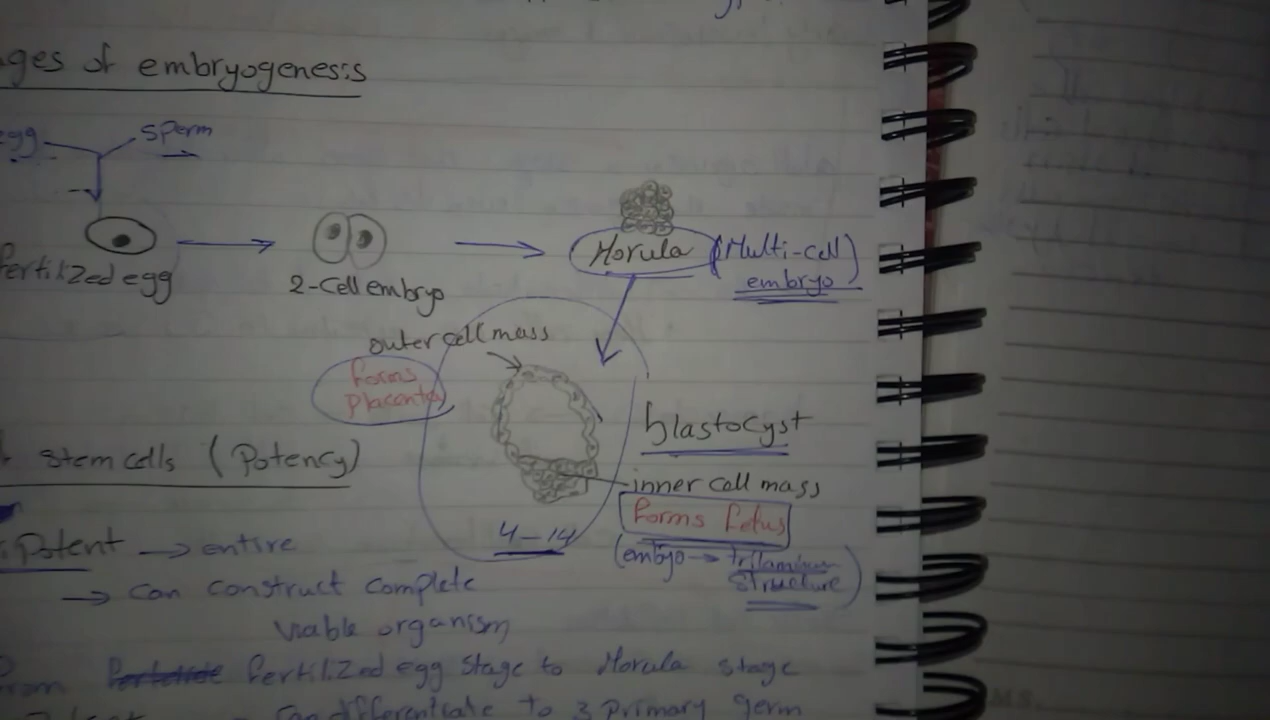 ges of embryogenesis
egg sperm
fertilized egg
2-Cell embryo
Morula (Multi-cell embryo)
outer cell mass
forms
Placenta
blastocyst
stem cells (Potency)
inner cell mass
forms fetus
4-14
(embyo → trilaminar
structure)
Potent → entire
→ Can construct complete
viable organism
fertilized egg stage to Morula stage
Can differentiate to 3 primary germ